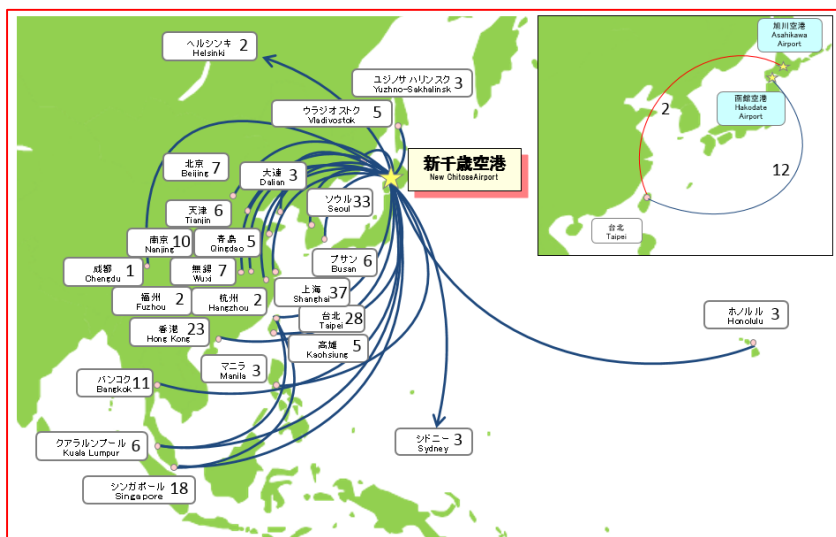 ヘルシンキ 2
Helsinki
ユジノサハリンスク 3
Yuzhno-Sakhalinsk
ウラジオストク 5
Vladivostok
北京 7
Beijing
大連 3
Dalian
新千歳空港
New ChitoseAirport
天津 6
Tianjin
ソウル 33
Seoul
南京 10
Nanjing
青島 5
Qingdao
成都 1
Chengdu
無錫 7
Wuxi
プサン 6
Busan
福州 2
Fuzhou
杭州 2
Hangzhou
上海 37
Shanghai
台北 28
Taipei
香港 23
Hong Kong
高雄 5
Kaohsiung
マニラ 3
Manila
バンコク 11
Bangkok
ホノルル 3
Honolulu
クアラルンプール 6
Kuala Lumpur
シドニー 3
Sydney
シンガポール 18
Singapore
旭川空港
Asahikawa
Airport
函館空港
Hakodate
Airport
2
12
台北
Taipei